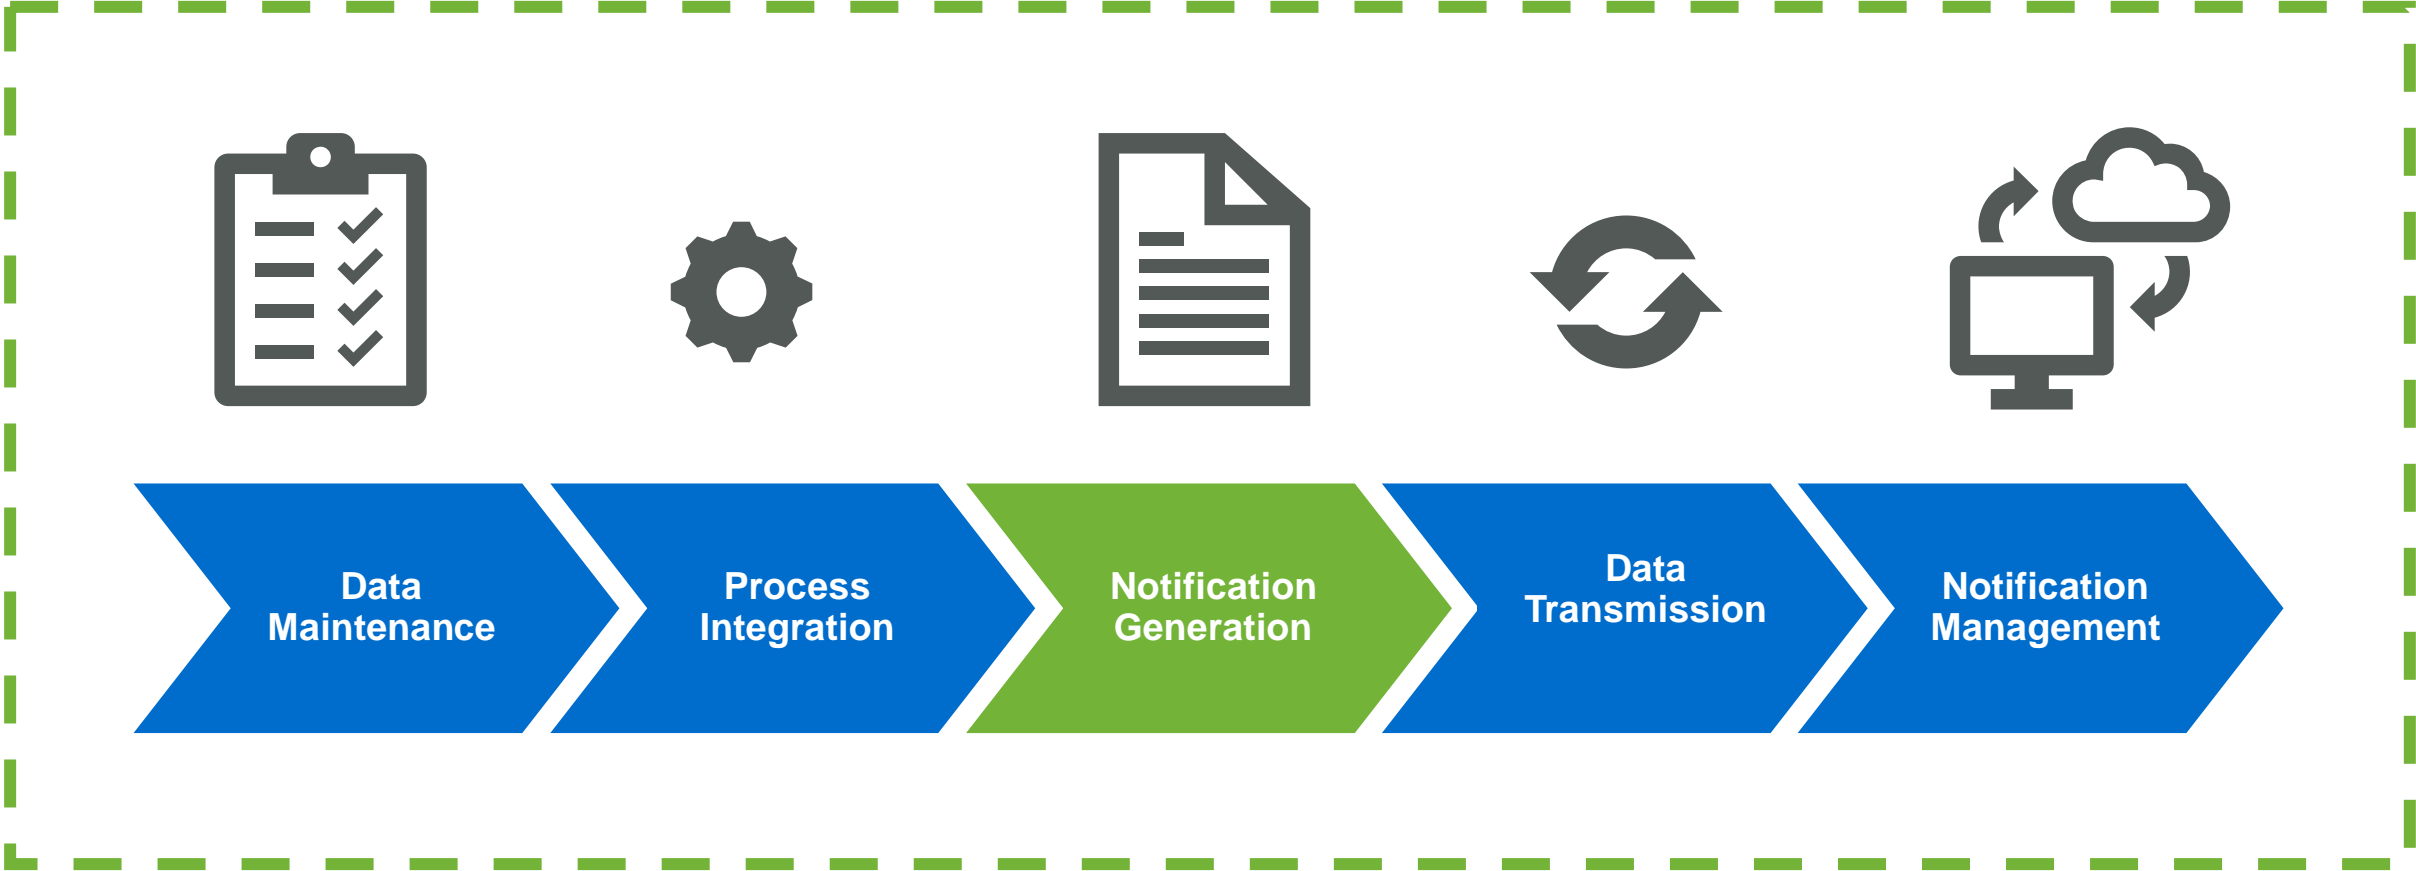 Data
Maintenance
Process
Integration
Notification
Generation
Data
Transmission
Notification
Management